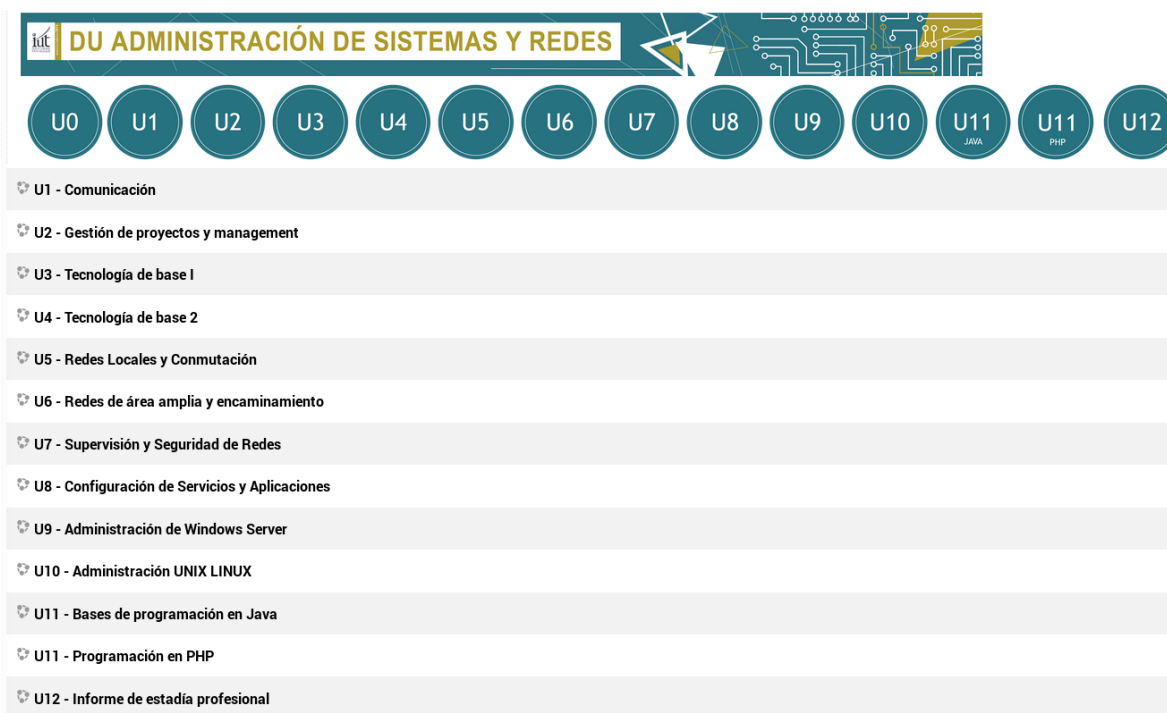 iut DU ADMINISTRACIÓN DE SISTEMAS Y REDES
U0 U1 U2 U3 U4 U5 U6 U7 U8 U9 U10 U11 JAVA U11 PHP U12
U1 - Comunicación
U2 - Gestión de proyectos y management
U3 - Tecnología de base I
U4 - Tecnología de base 2
U5 - Redes Locales y Conmutación
U6 - Redes de área amplia y encaminamiento
U7 - Supervisión y Seguridad de Redes
U8 - Configuración de Servicios y Aplicaciones
U9 - Administración de Windows Server
U10 - Administración UNIX LINUX
U11 - Bases de programación en Java
U11 - Programación en PHP
U12 - Informe de estadía profesional